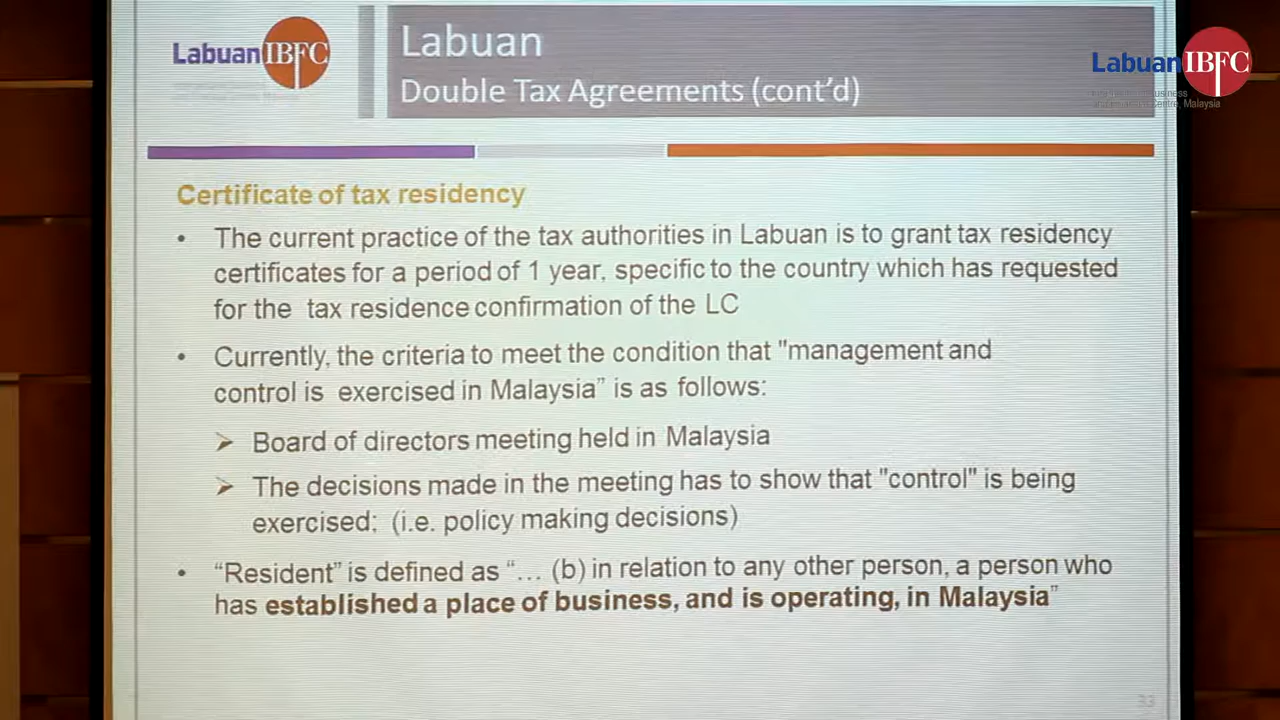 Labuan IBFC
Labuan
Double Tax Agreements (cont’d)
Labuan IBFC
Certificate of tax residency
• The current practice of the tax authorities in Labuan is to grant tax residency
certificates for a period of 1 year, specific to the country which has requested
for the tax residence confirmation of the LC
• Currently, the criteria to meet the condition that "management and
control is exercised in Malaysia” is as follows:
➢ Board of directors meeting held in Malaysia
➢ The decisions made in the meeting has to show that "control" is being
exercised; (i.e. policy making decisions)
• “Resident” is defined as “… (b) in relation to any other person, a person who
has established a place of business, and is operating, in Malaysia”
33